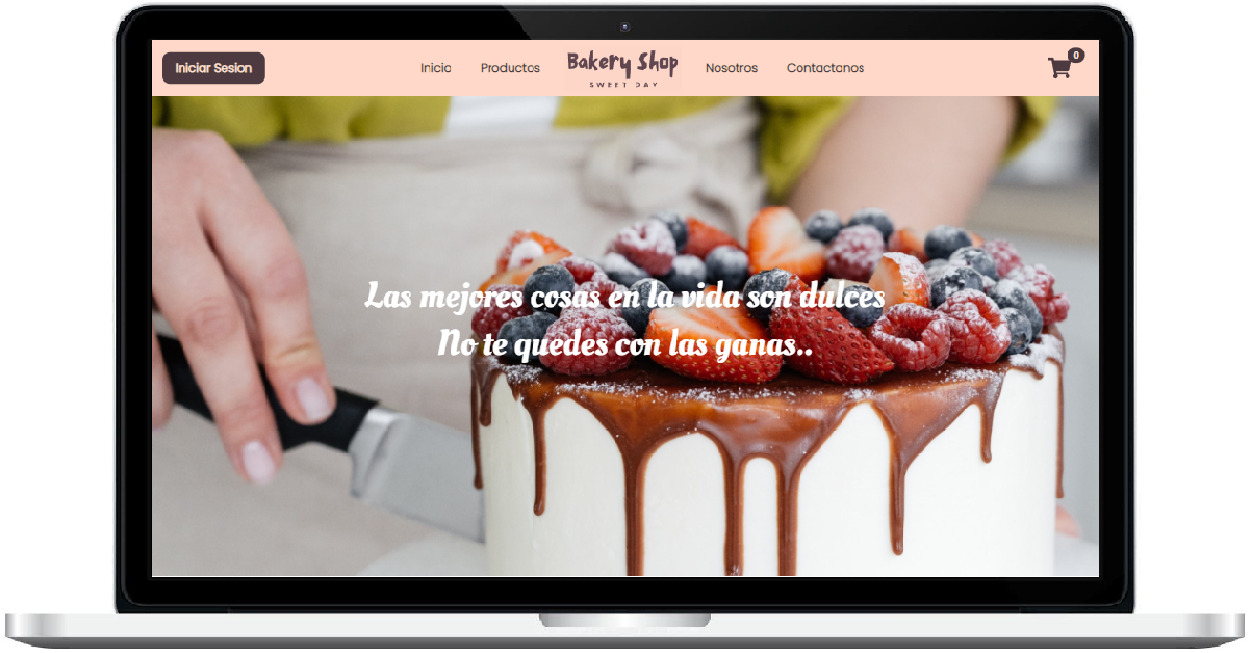 Iniciar Sesion
Inicio
Productos
Bakery Shop
SWEET DAY
Nosotros
Contactanos
0
Las mejores cosas en la vida son dulces
No te quedes con las ganas..